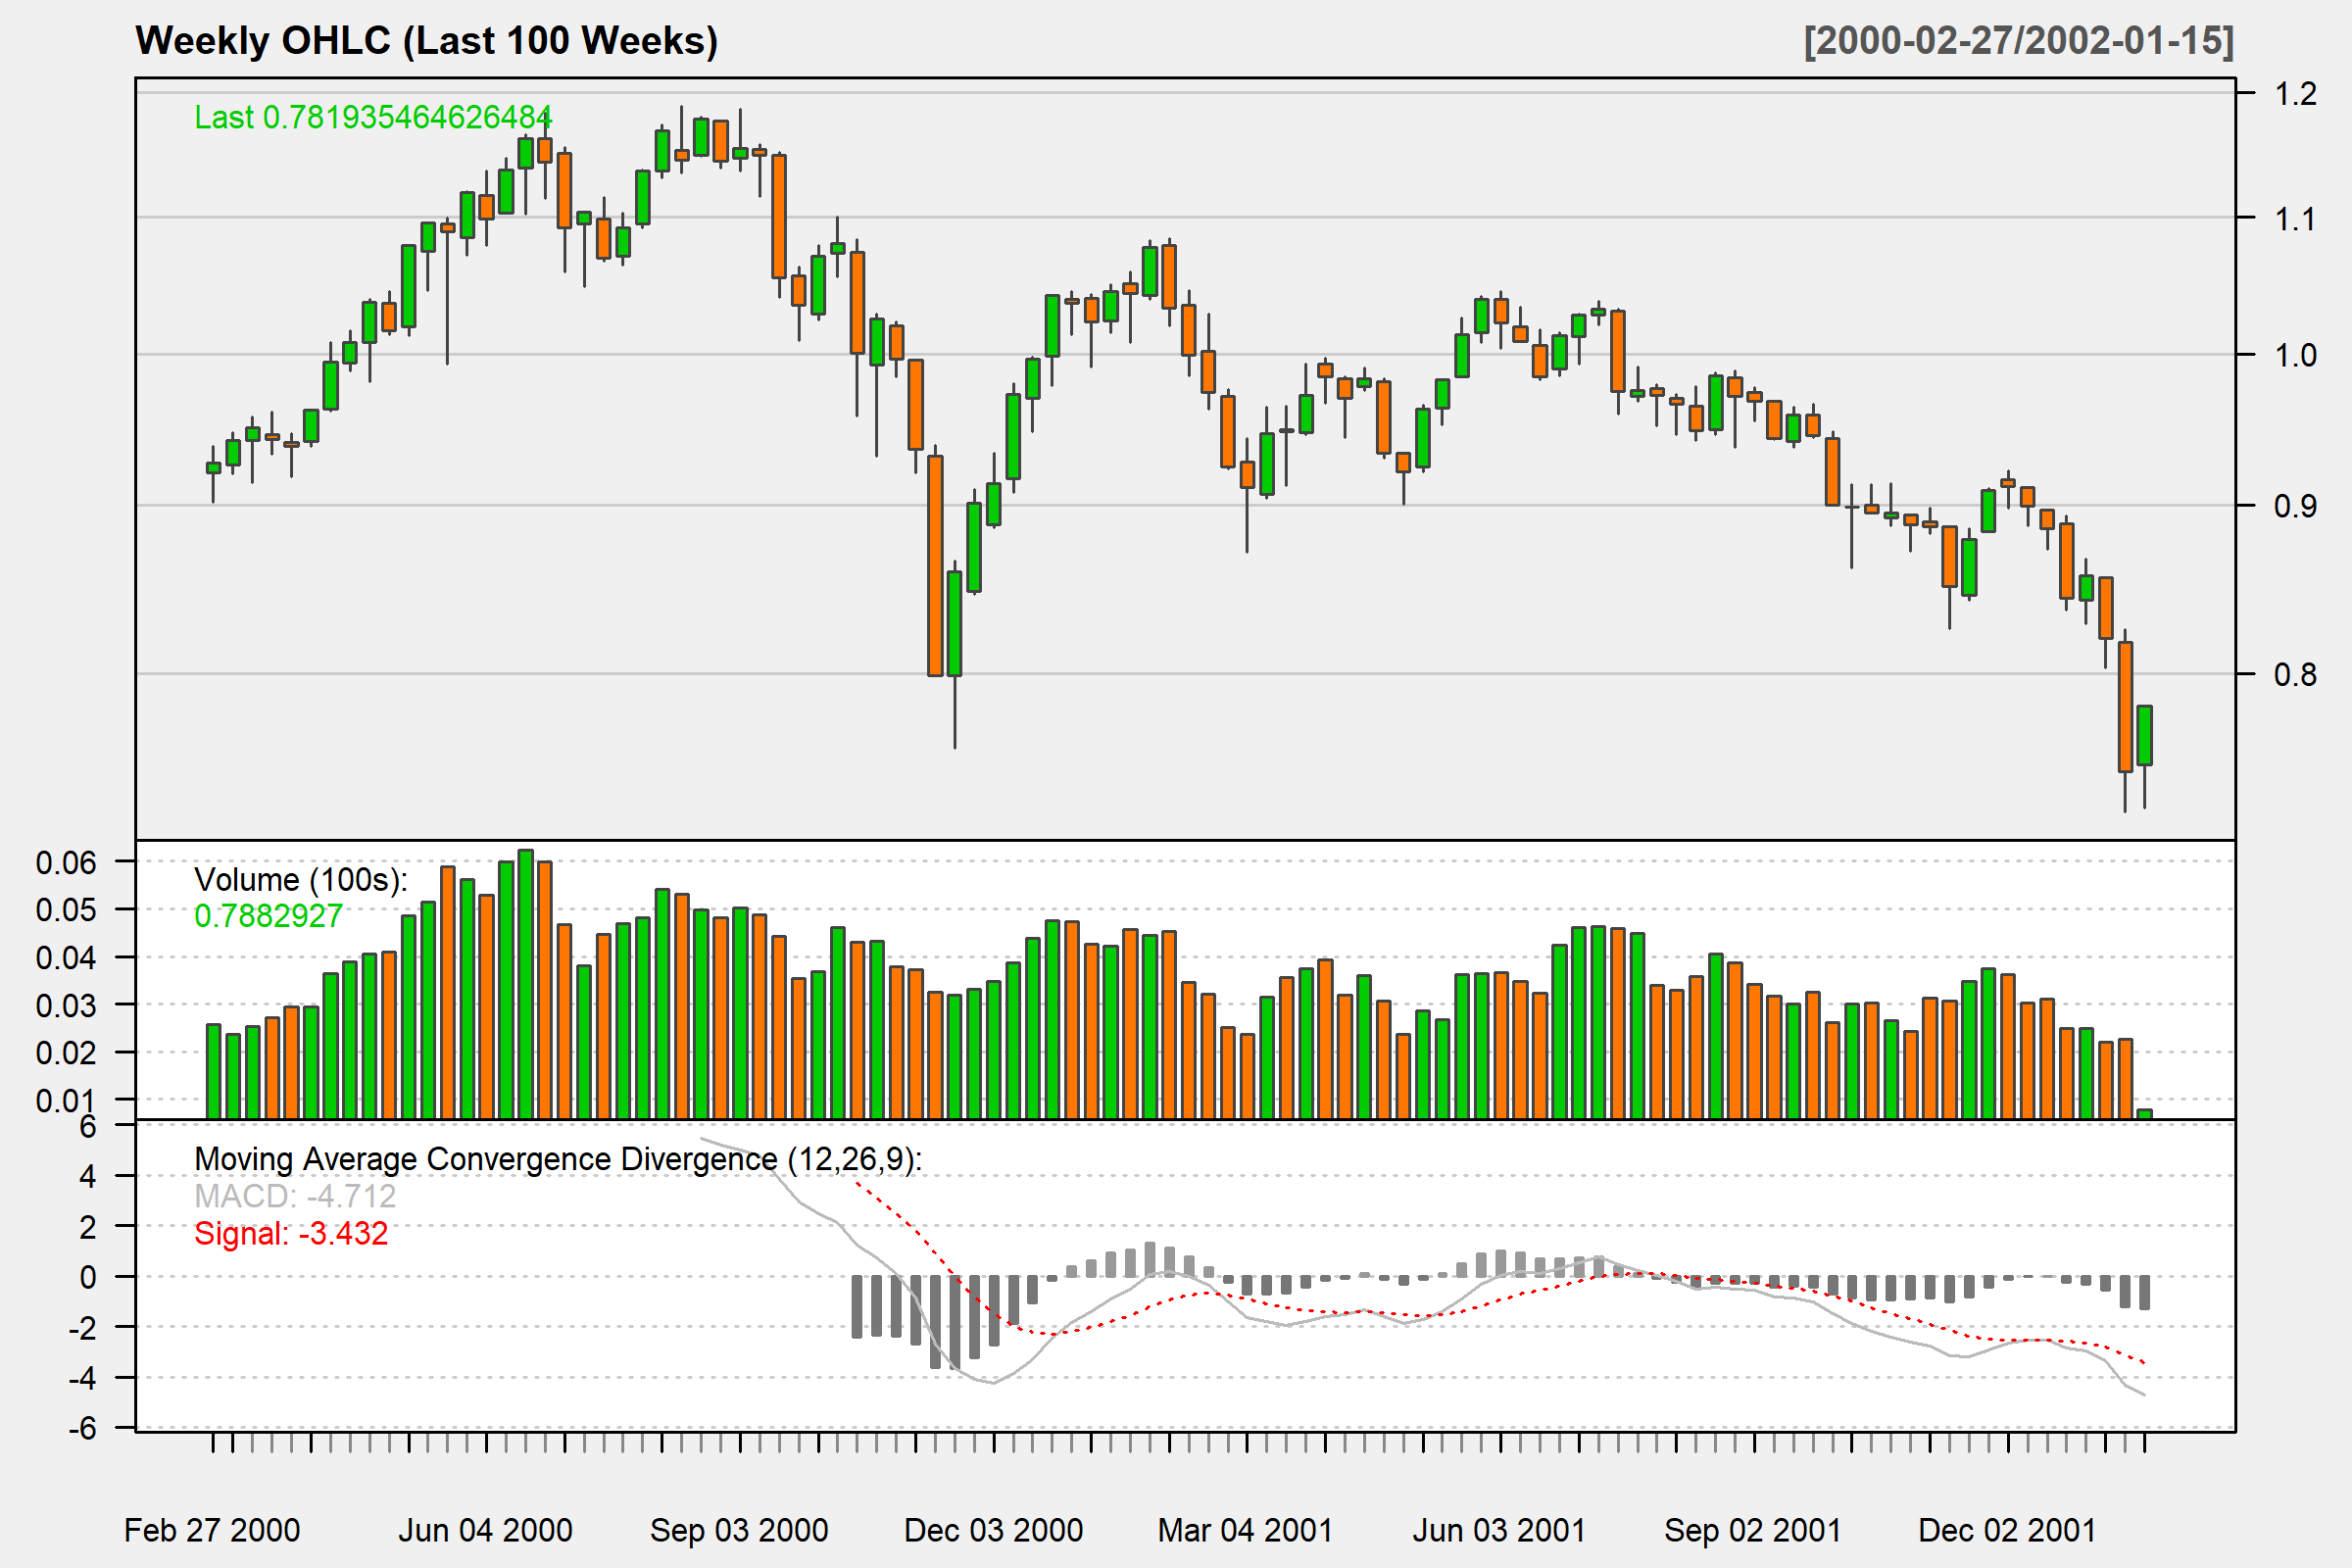 Weekly OHLC (Last 100 Weeks)
[2000-02-27/2002-01-15]
Last 0.781935464626484
1.2
1.1
1.0
0.9
0.8
0.06
0.05
0.04
0.03
0.02
0.01
Volume (100s):
0.7882927
6
4
2
0
-2
-4
-6
Moving Average Convergence Divergence (12,26,9):
MACD: -4.712
Signal: -3.432
Feb 27 2000
Jun 04 2000
Sep 03 2000
Dec 03 2000
Mar 04 2001
Jun 03 2001
Sep 02 2001
Dec 02 2001